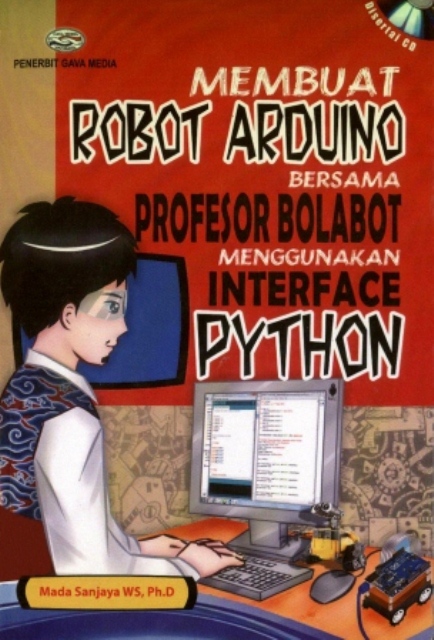 Disertai CD
PENERBIT GAVA MEDIA
MEMBUAT
ROBOT ARDUINO
BERSAMA
PROFESOR BOLABOT
MENGGUNAKAN
INTERFACE
PYTHON
Mada Sanjaya WS, Ph.D